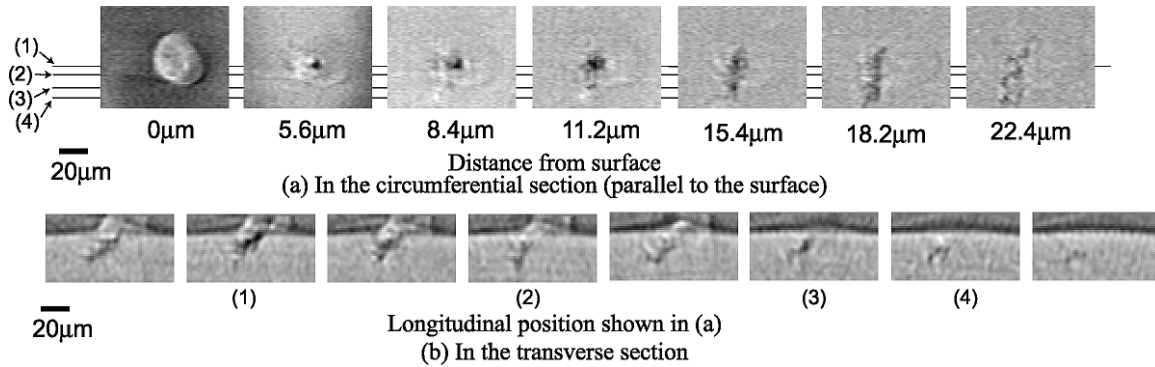 (1)
(2)
(3)
(4)
0μm 5.6μm 8.4μm 11.2μm 15.4μm 18.2μm 22.4μm
20μm
Distance from surface
(a) In the circumferential section (parallel to the surface)
(1) (2) (3) (4)
20μm
Longitudinal position shown in (a)
(b) In the transverse section